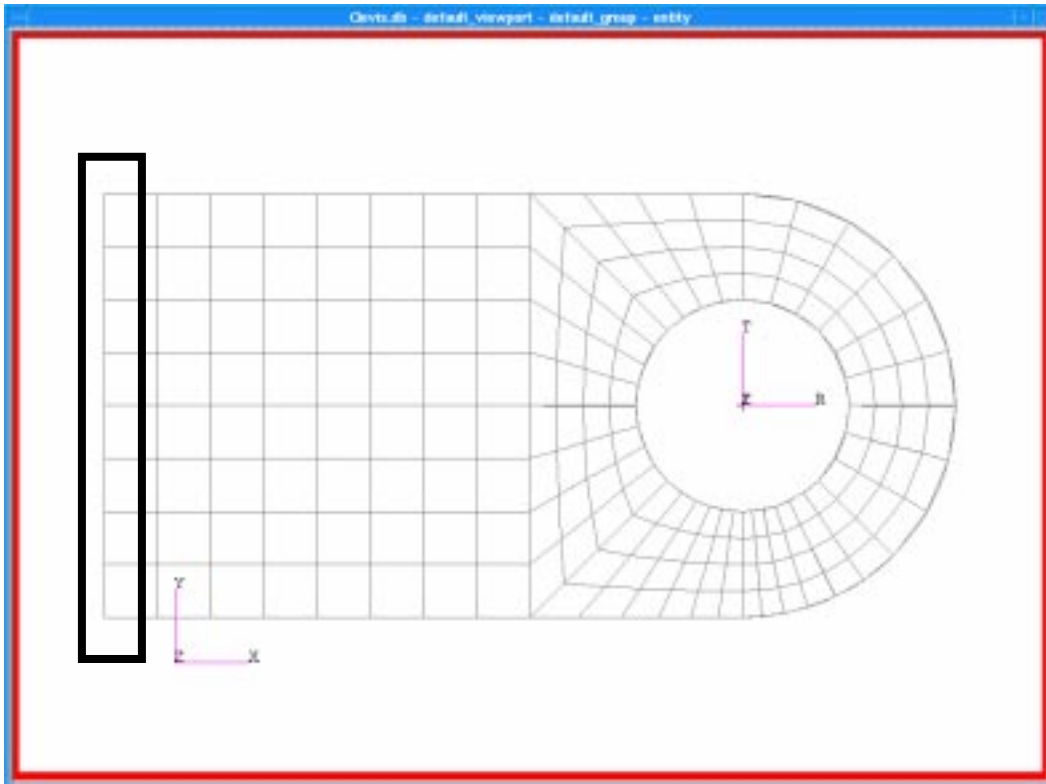 Clevis.db - default_viewport - default_group - entity
T
Z R
Y
Z X